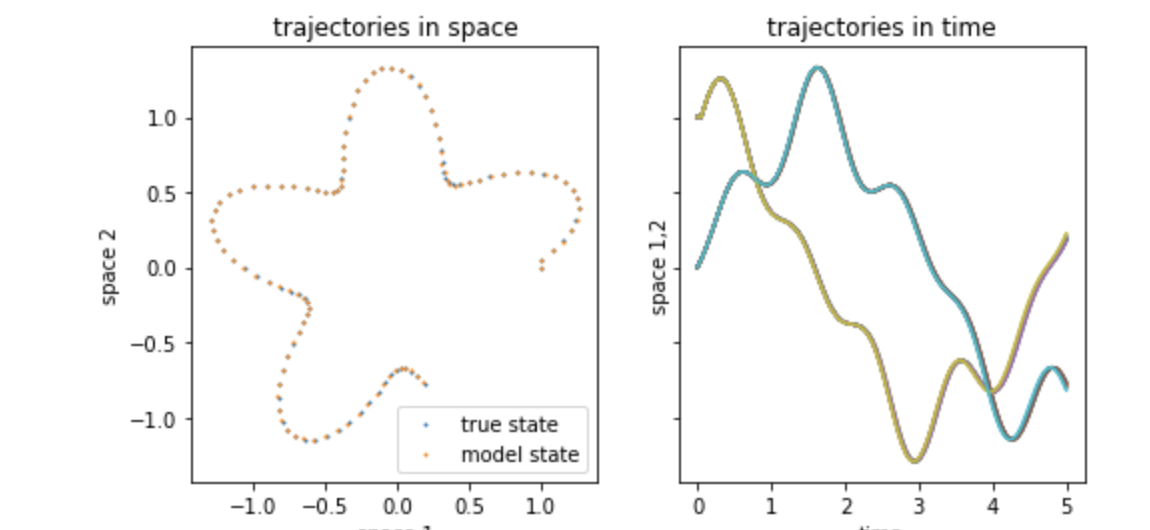 trajectories in space
1.0
0.5
0.0
−0.5
−1.0
space 2
true state
model state
−1.0 −0.5 0.0 0.5 1.0
trajectories in time
space 1,2
0 1 2 3 4 5